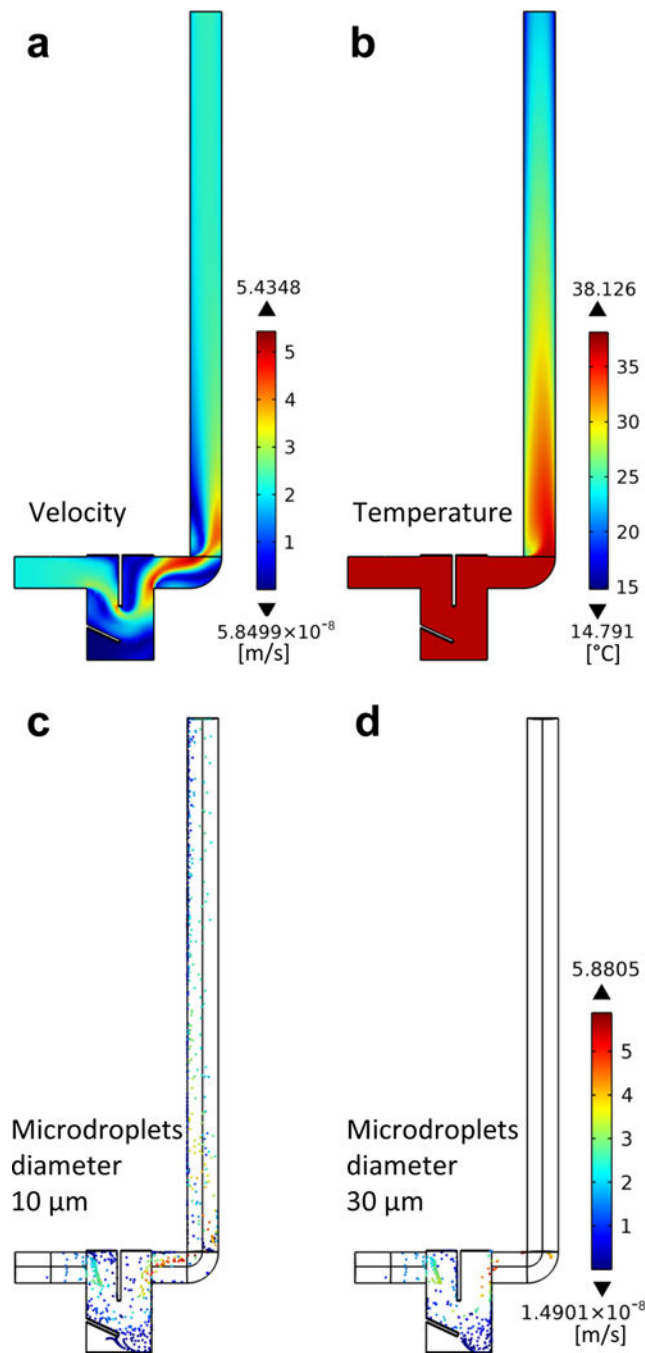 a
5.4348
5
4
3
2
1
Velocity
5.8499×10⁻⁸
[m/s]
b
38.126
35
30
25
20
15
Temperature
14.791
[°C]
c
Microdroplets
diameter
10 µm
d
5.8805
5
4
3
2
1
Microdroplets
diameter
30 µm
1.4901×10⁻⁸
[m/s]